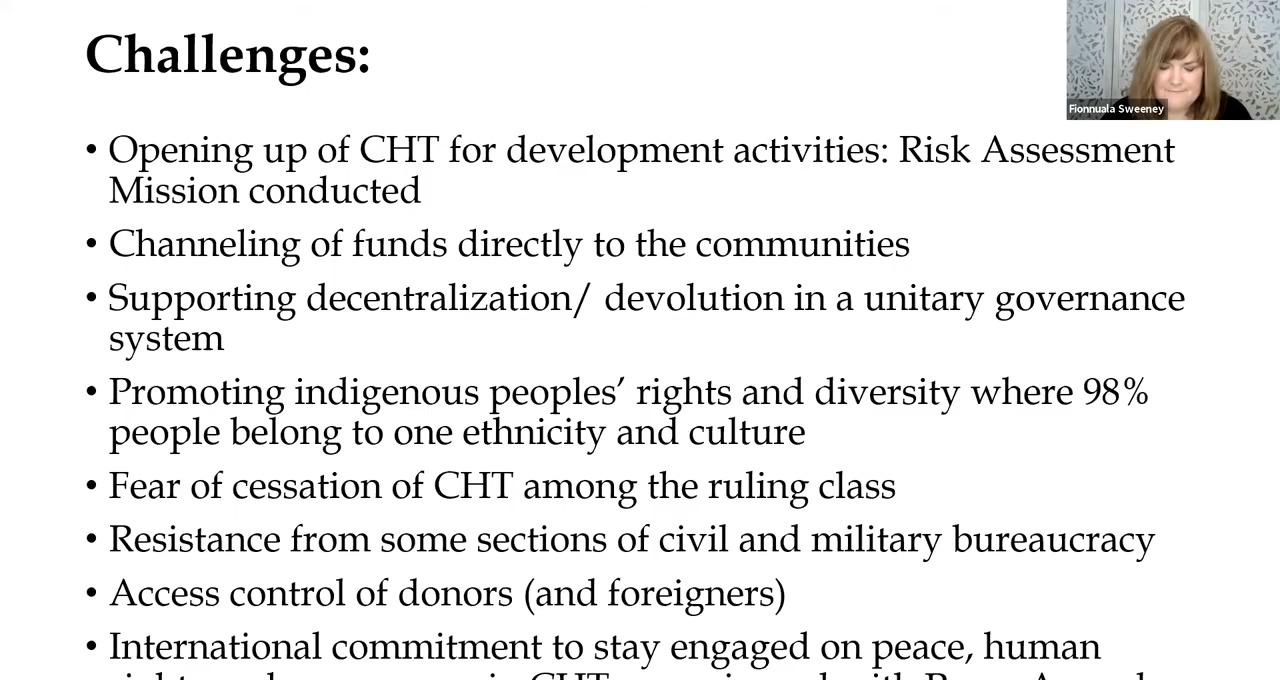 Challenges:
Fionnuala Sweeney
• Opening up of CHT for development activities: Risk Assessment
Mission conducted
• Channeling of funds directly to the communities
• Supporting decentralization/ devolution in a unitary governance
system
• Promoting indigenous peoples’ rights and diversity where 98%
people belong to one ethnicity and culture
• Fear of cessation of CHT among the ruling class
• Resistance from some sections of civil and military bureaucracy
• Access control of donors (and foreigners)
• International commitment to stay engaged on peace, human